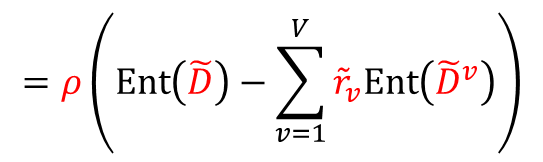 = ρ ( Ent(D̃) − ∑_{v=1}^{V} r̃_v Ent(D̃^v) )